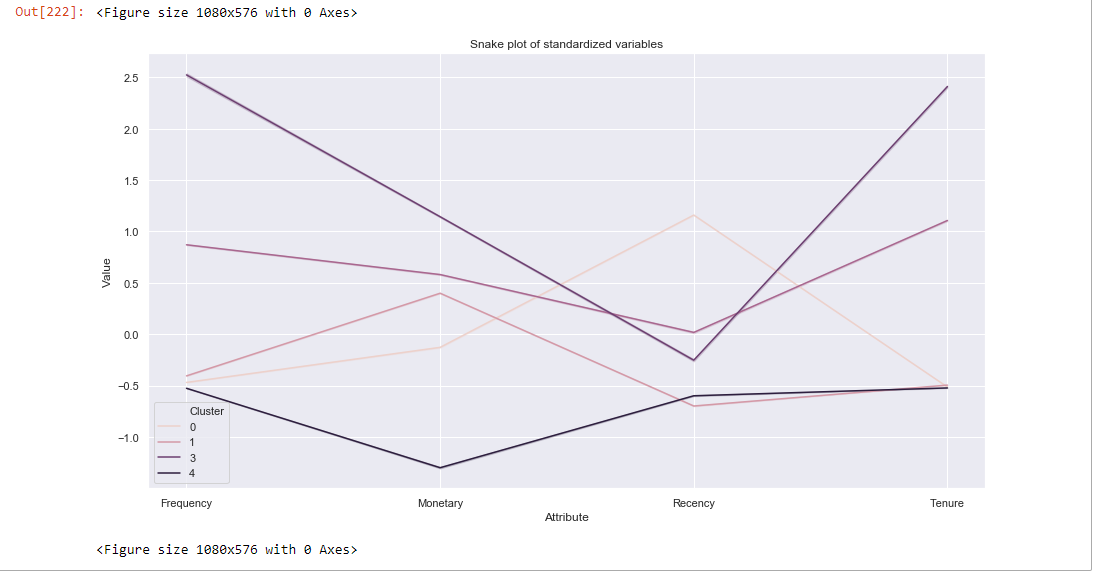 Out[222]: <Figure size 1080x576 with 0 Axes>
Snake plot of standardized variables
2.5
2.0
1.5
1.0
0.5
0.0
−0.5
−1.0
Value
Cluster
0
1
3
4
Frequency Monetary Recency Tenure
Attribute
<Figure size 1080x576 with 0 Axes>